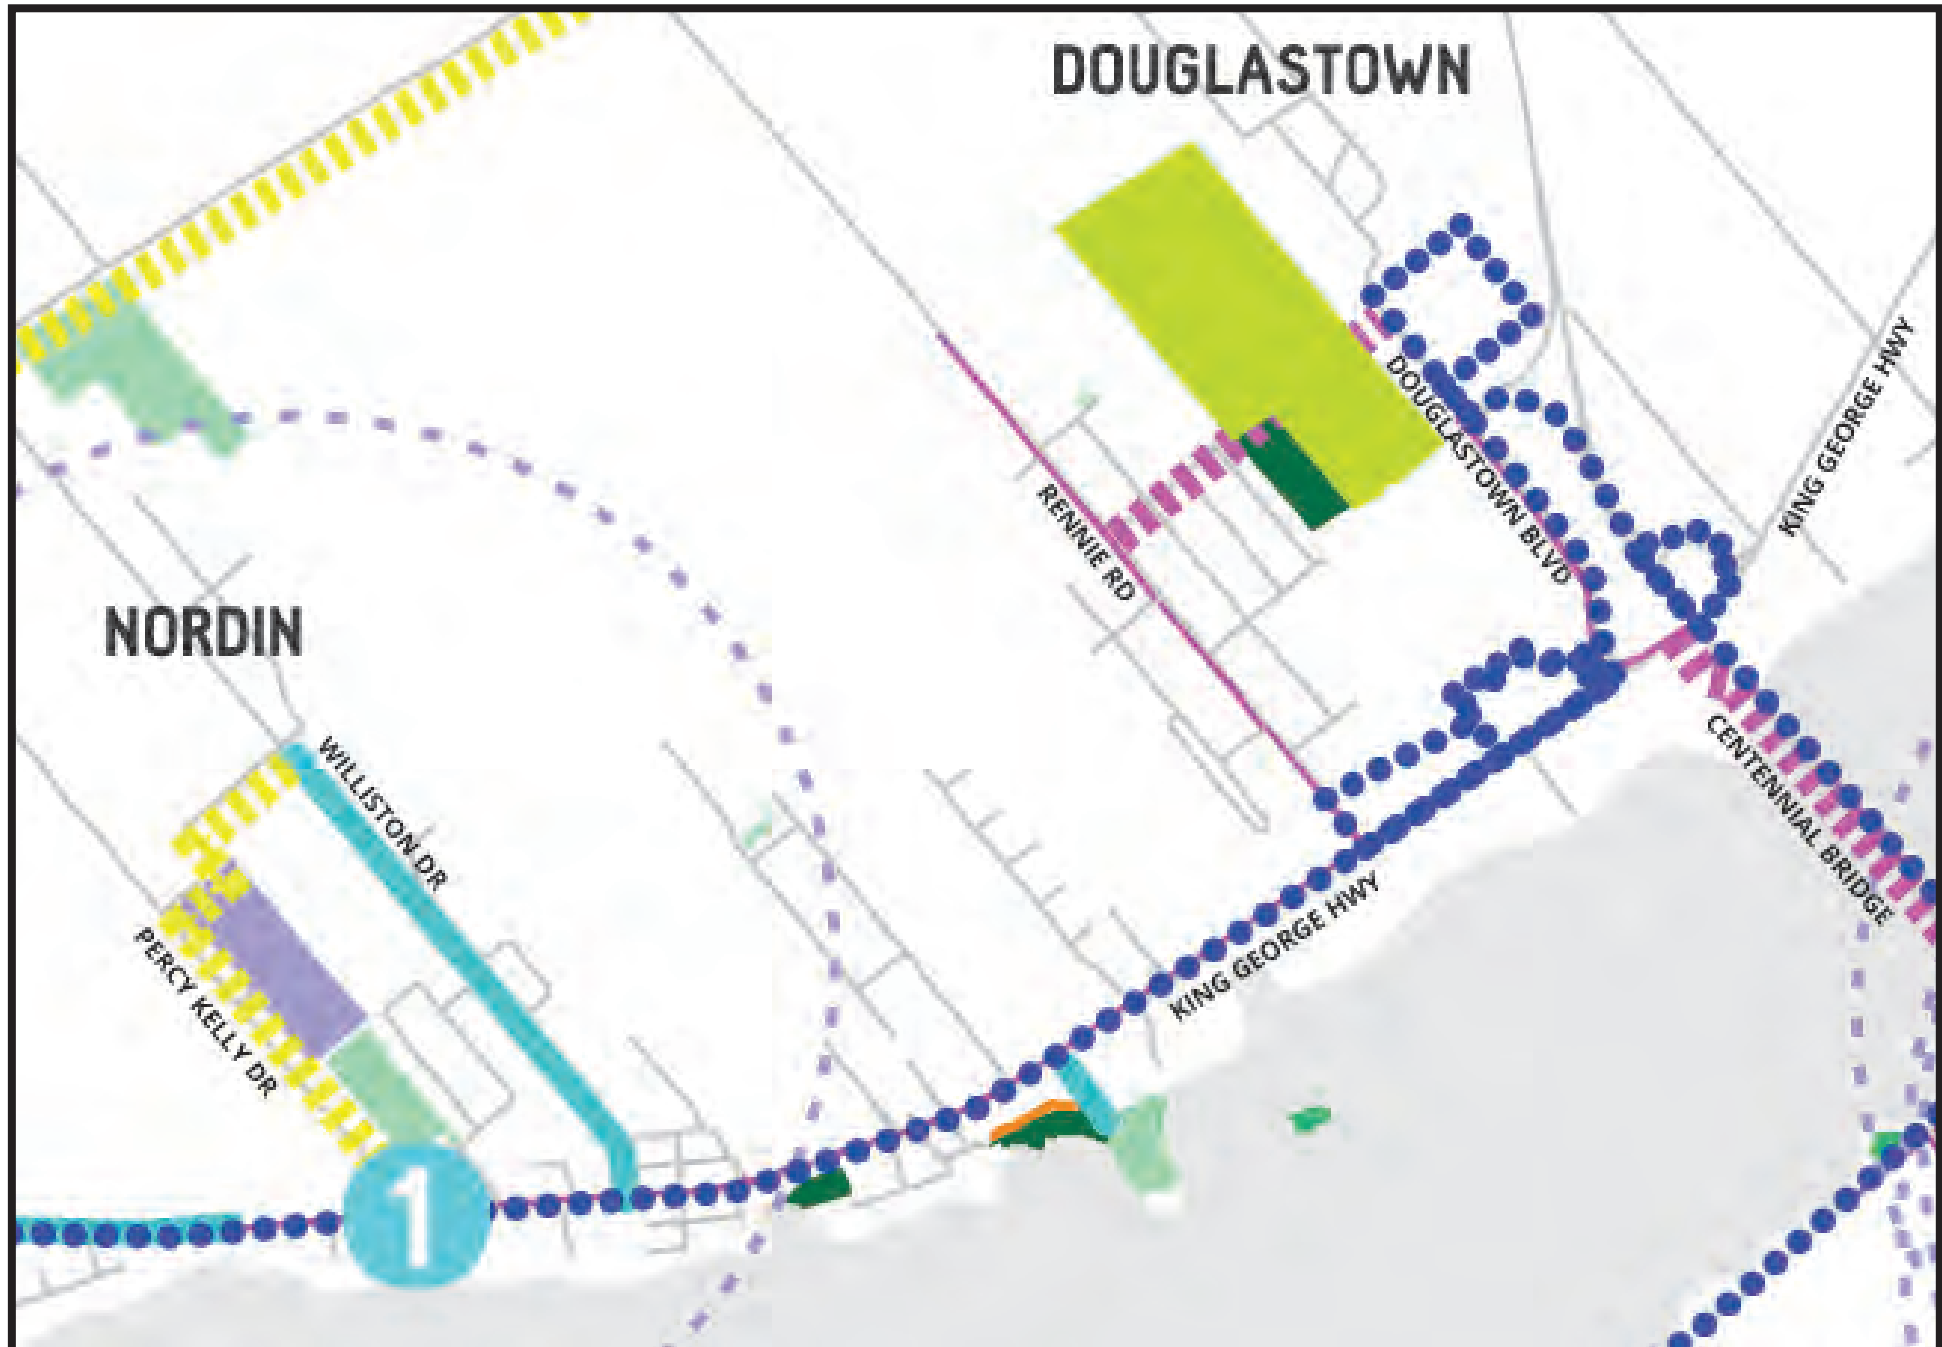 DOUGLASTOWN
KING GEORGE HWY
DOUGLASTOWN BLVD
RENNIE RD
NORDIN
WILLISTON DR
CENTENNIAL BRIDGE
PERCY KELLY DR
KING GEORGE HWY
1